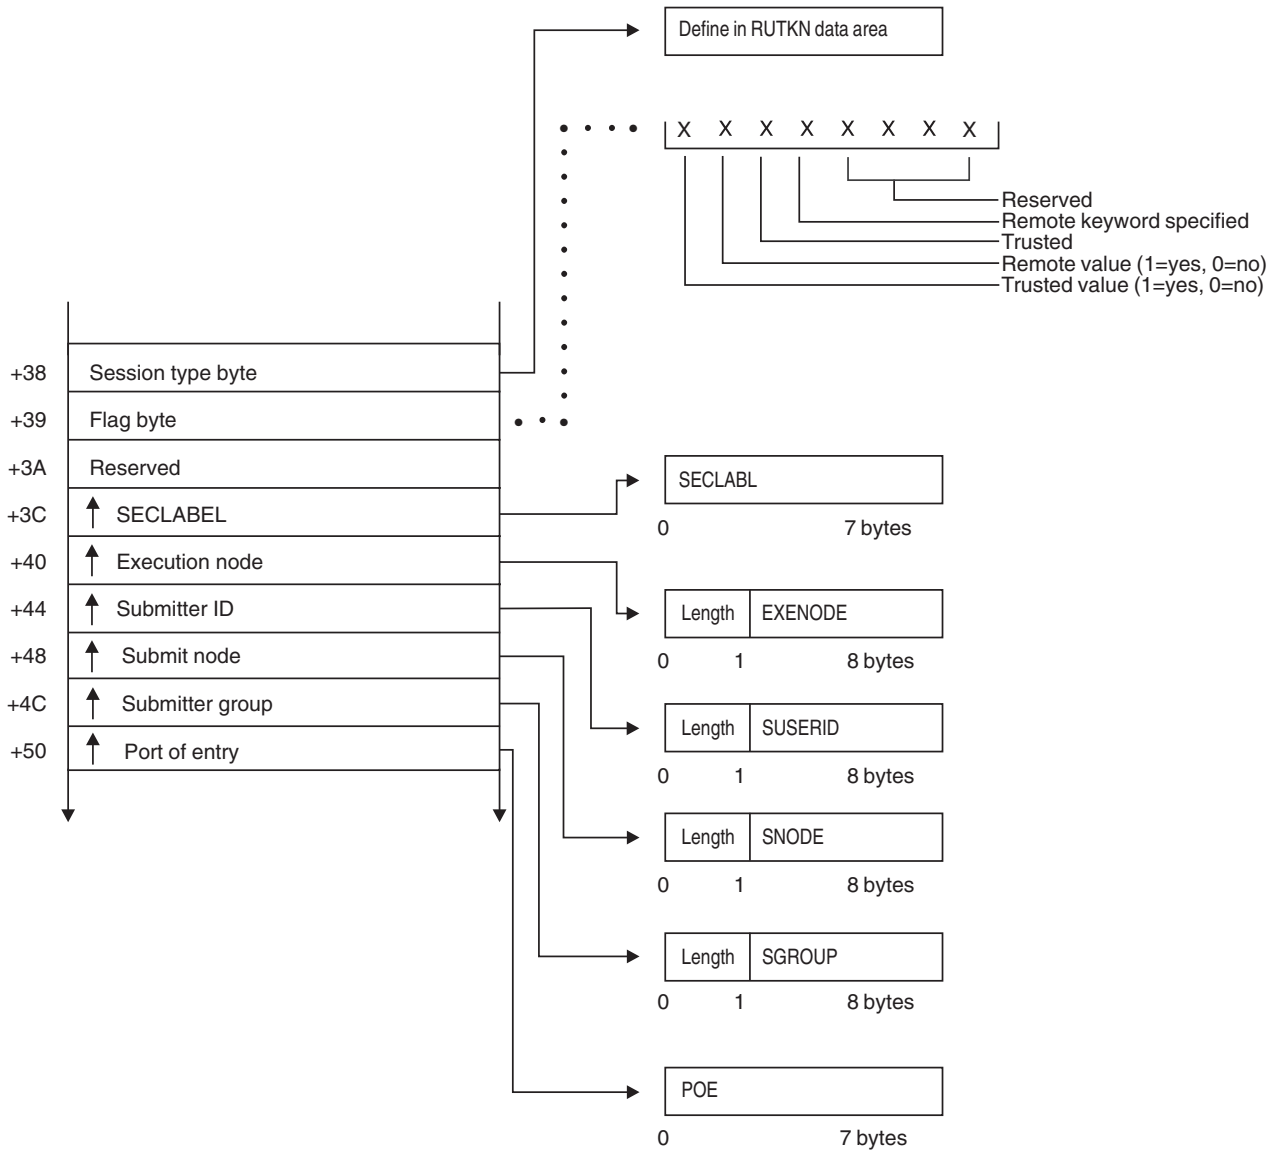 Define in RUTKN data area
X X X X X X X X
Reserved
Remote keyword specified
Trusted
Remote value (1=yes, 0=no)
Trusted value (1=yes, 0=no)
+38 Session type byte
+39 Flag byte
+3A Reserved
+3C SECLABEL
+40 Execution node
+44 Submitter ID
+48 Submit node
+4C Submitter group
+50 Port of entry
SECLABL
0 7 bytes
Length EXENODE
0 1 8 bytes
Length SUSERID
0 1 8 bytes
Length SNODE
0 1 8 bytes
Length SGROUP
0 1 8 bytes
POE
0 7 bytes